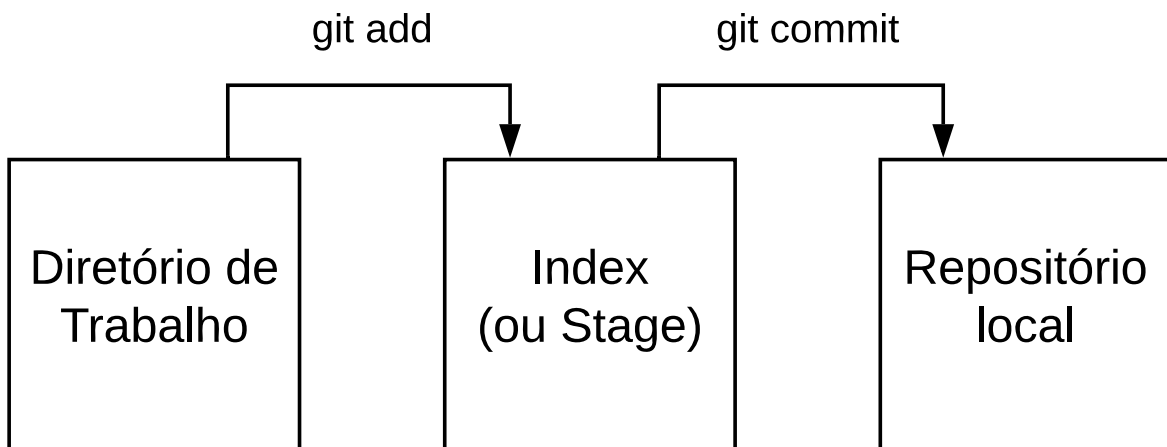 git add
git commit
Diretório de
Trabalho
Index
(ou Stage)
Repositório
local